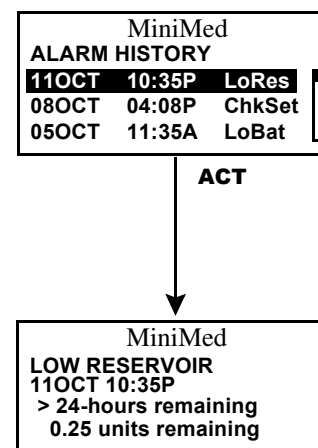 MiniMed
ALARM HISTORY
11OCT 10:35P LoRes
08OCT 04:08P ChkSet
05OCT 11:35A LoBat
ACT
MiniMed
LOW RESERVOIR
11OCT 10:35P
> 24-hours remaining
0.25 units remaining